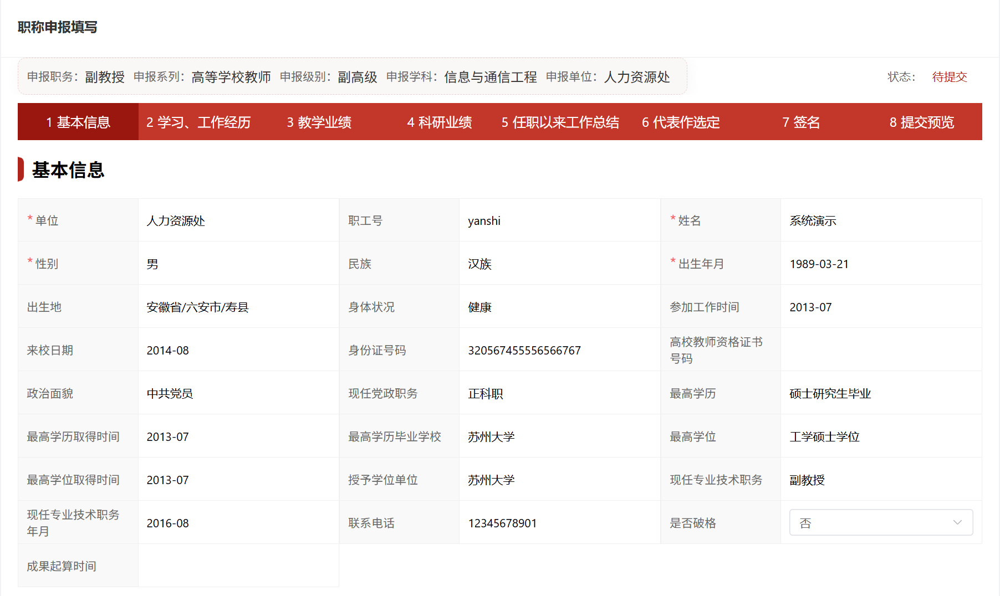 职称申报填写
申报职务： 副教授 申报系列： 高等学校教师 申报级别： 副高级 申报学科： 信息与通信工程 申报单位： 人力资源处 状态： 待提交
1 基本信息 2 学习、工作经历 3 教学业绩 4 科研业绩 5 任职以来工作总结 6 代表作选定 7 签名 8 提交预览
基本信息
* 单位 人力资源处 职工号 yanshi * 姓名 系统演示
* 性别 男 民族 汉族 * 出生年月 1989-03-21
出生地 安徽省/六安市/寿县 身体状况 健康 参加工作时间 2013-07
来校日期 2014-08 身份证号码 320567455556566767 高校教师资格证书
号码
政治面貌 中共党员 现任党政职务 正科职 最高学历 硕士研究生毕业
最高学历取得时间 2013-07 最高学历毕业学校 苏州大学 最高学位 工学硕士学位
最高学位取得时间 2013-07 授予学位单位 苏州大学 现任专业技术职务 副教授
现任专业技术职务
年月 2016-08 联系电话 12345678901 是否破格 否
成果起算时间